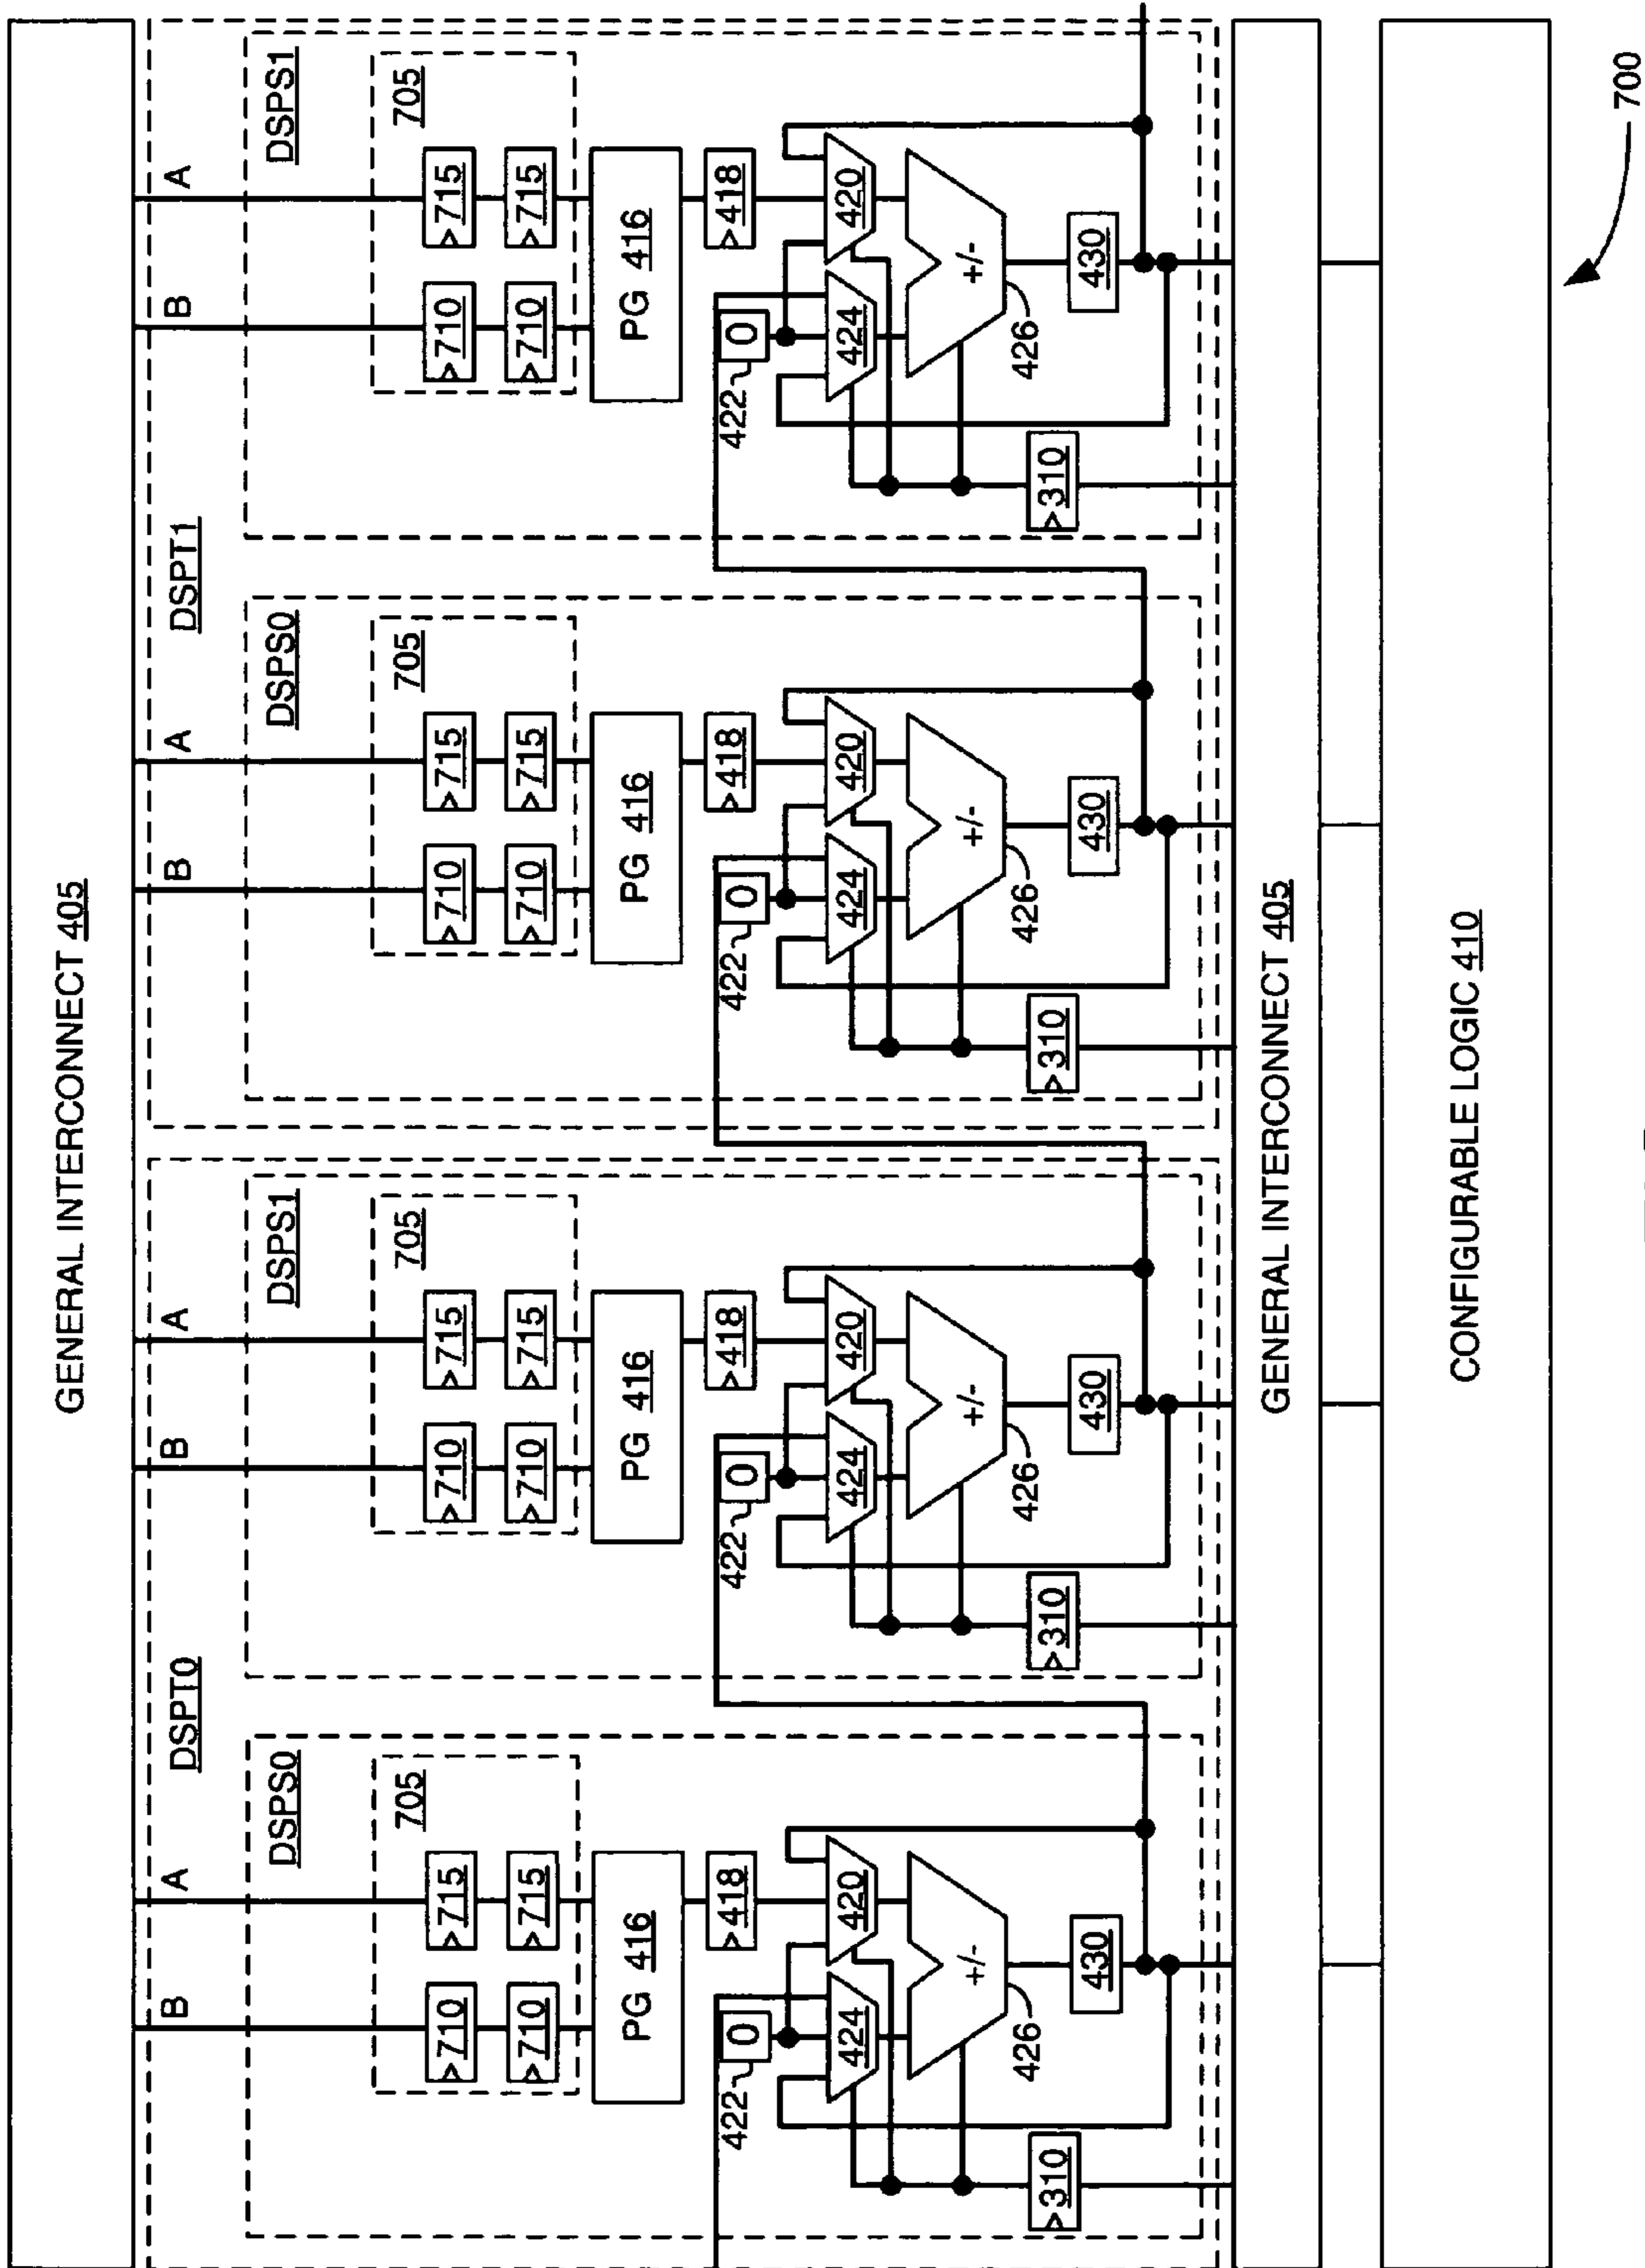 GENERAL INTERCONNECT 405
B A DSPT0 B A B A DSPT1 B A
DSPS0 DSPS1 DSPS0 DSPS1
705 705 705 705
710 715 710 715 710 715 710 715
710 715 710 715 710 715 710 715
PG 416 PG 416 PG 416 PG 416
422 0 418 422 0 418 422 0 418 422 0 418
424 420 424 420 424 420 424 420
+/- +/- +/- +/-
426 426 426 426
310 430 310 430 310 430 310 430
GENERAL INTERCONNECT 405
CONFIGURABLE LOGIC 410
700